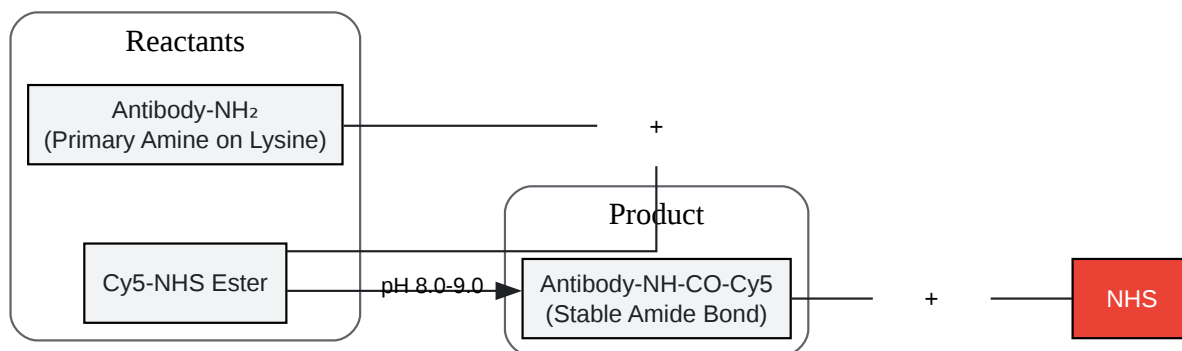 Reactants
Antibody-NH₂
(Primary Amine on Lysine)
+
Product
Cy5-NHS Ester
pH 8.0-9.0
Antibody-NH-CO-Cy5
(Stable Amide Bond)
+
NHS